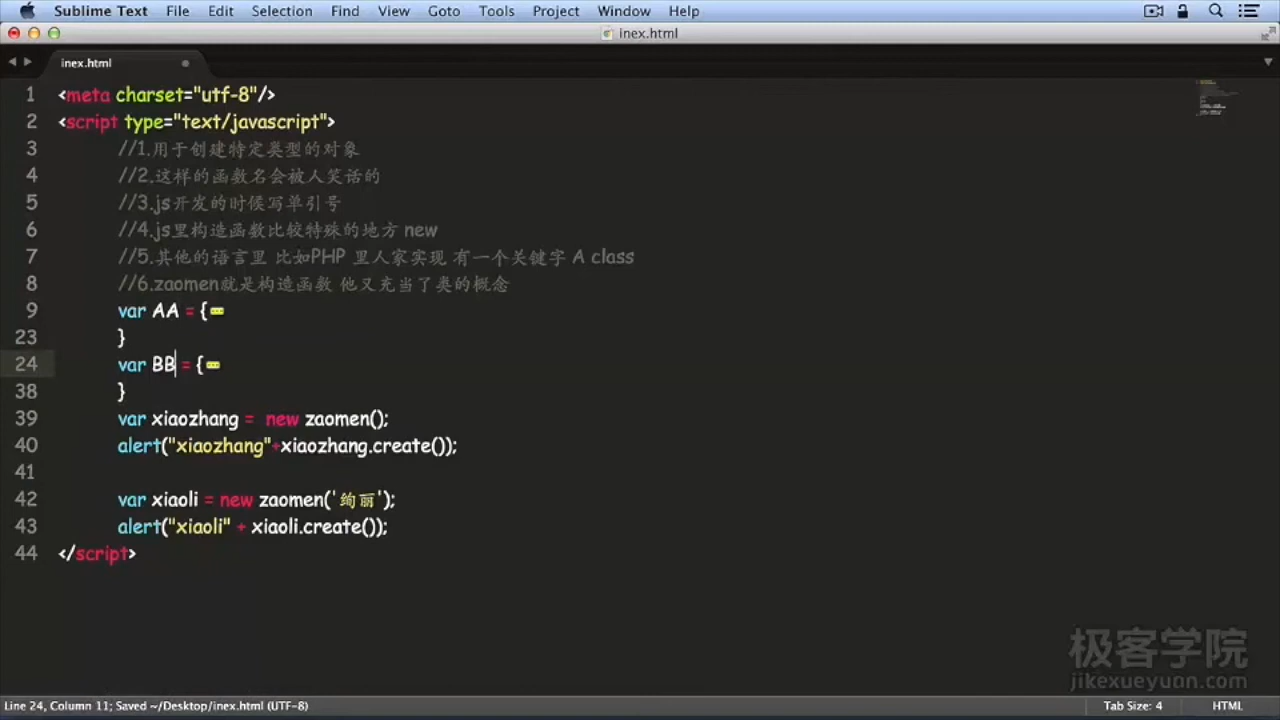 Sublime Text File Edit Selection Find View Goto Tools Project Window Help
inex.html
inex.html
1 <meta charset="utf-8"/>
2 <script type="text/javascript">
3 //1.用于创建特定类型的对象
4 //2.这样的函数名会被人笑话的
5 //3.js开发的时候写单引号
6 //4.js里构造函数比较特殊的地方 new
7 //5.其他的语言里 比如PHP 里人家实现 有一个关键字 A class
8 //6.zaomen就是构造函数 他又充当了类的概念
9 var AA = {
23 }
24 var BB = {
38 }
39 var xiaozhang =  new zaomen();
40 alert("xiaozhang"+xiaozhang.create());
41
42 var xiaoli = new zaomen('绚丽');
43 alert("xiaoli" + xiaoli.create());
44 </script>
极客学院
jikexueyuan.com
Line 24, Column 11; Saved ~/Desktop/inex.html (UTF-8) Tab Size: 4 HTML